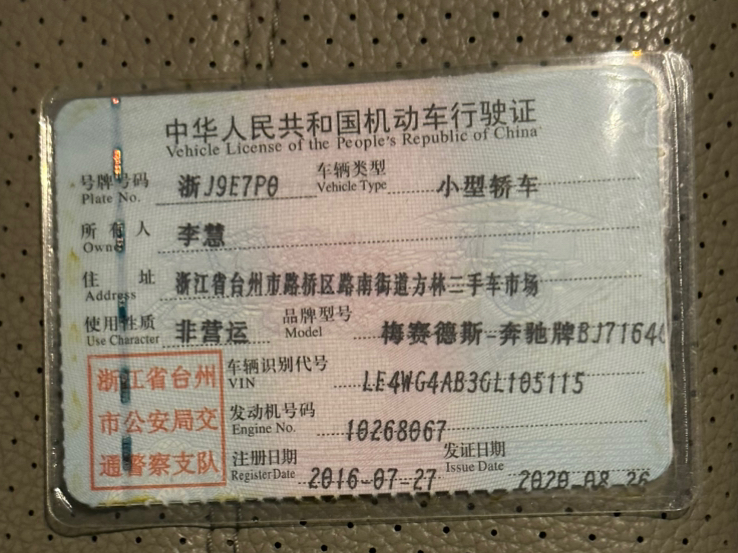 中华人民共和国机动车行驶证
Vehicle License of the People's Republic of China
号牌号码 浙J9E7P0 车辆类型 小型轿车
Plate No. Vehicle Type
所有人 李慧
Owner
住址 浙江省台州市路桥区路南街道方林二手车市场
Address
使用性质 非营运 品牌型号 梅赛德斯-奔驰牌BJ7164
Use Character Model
浙江省台州
市公安局交
通警察支队
车辆识别代号 LE4WG4AB3GL105115
VIN
发动机号码 10268067
Engine No.
注册日期 2016-07-27 发证日期 2020-08-26
Register Date Issue Date